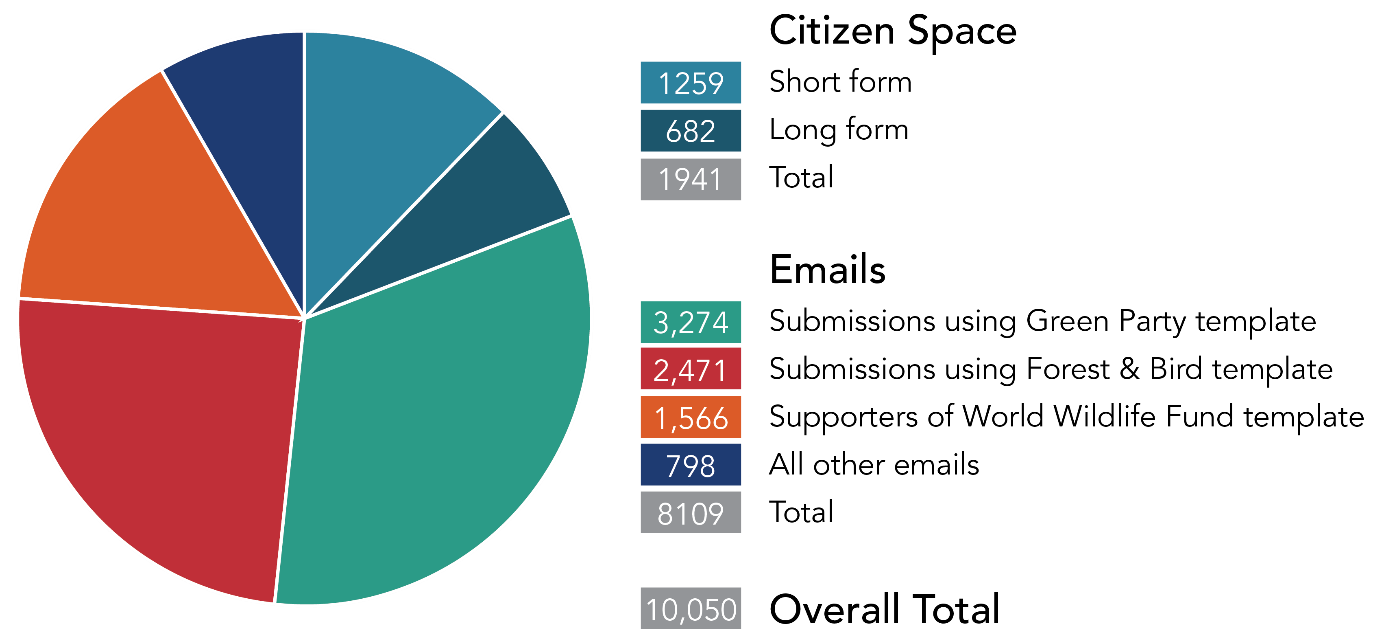 Citizen Space
1259 Short form
682 Long form
1941 Total
Emails
3,274 Submissions using Green Party template
2,471 Submissions using Forest & Bird template
1,566 Supporters of World Wildlife Fund template
798 All other emails
8109 Total
10,050 Overall Total